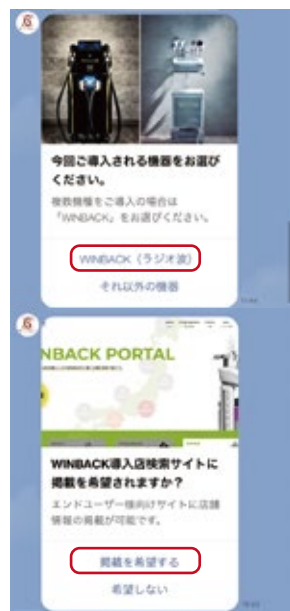 今回ご導入される機器をお選び
ください。
複数機種をご導入の場合は
「WINBACK」をお選びください。
WINBACK（ラジオ波）
それ以外の機器
NBACK PORTAL
WINBACK導入店検索サイトに
掲載を希望されますか？
エンドユーザー様向けサイトに店舗
情報の掲載が可能です。
掲載を希望する
希望しない